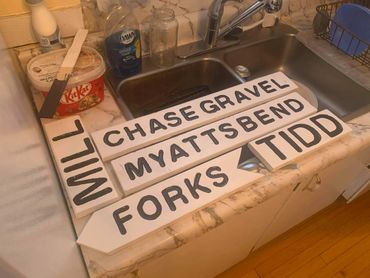 KitKat
MILL
CHASE GRAVEL
MYATTS BEND
FORKS
TIDD